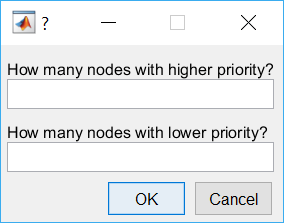 ?
How many nodes with higher priority?
How many nodes with lower priority?
OK Cancel